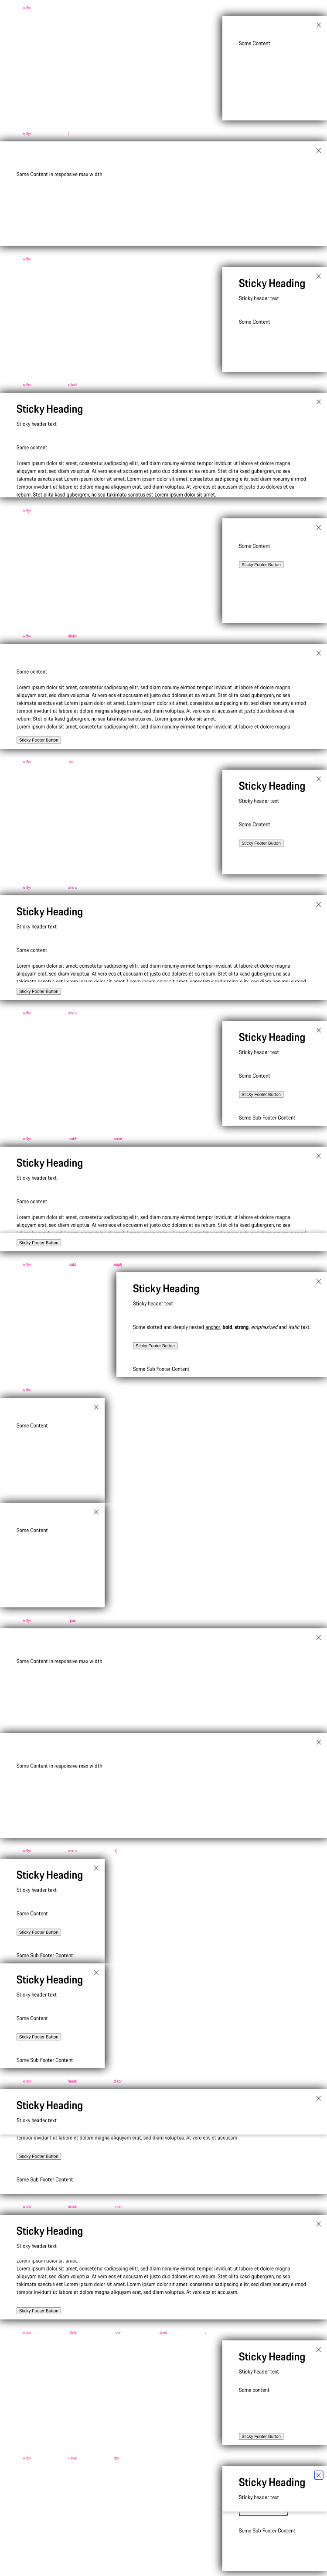 Some Content
Some Content in responsive max width
Sticky Heading
Sticky header text
Some Content
Sticky Heading
Sticky header text
Some content
Lorem ipsum dolor sit amet, consetetur sadipscing elitr, sed diam nonumy eirmod tempor invidunt ut labore et dolore magna
aliquyam erat, sed diam voluptua. At vero eos et accusam et justo duo dolores et ea rebum. Stet clita kasd gubergren, no sea
takimata sanctus est Lorem ipsum dolor sit amet. Lorem ipsum dolor sit amet, consetetur sadipscing elitr, sed diam nonumy eirmod
tempor invidunt ut labore et dolore magna aliquyam erat, sed diam voluptua. At vero eos et accusam et justo duo dolores et ea
rebum. Stet clita kasd gubergren, no sea takimata sanctus est Lorem ipsum dolor sit amet.
Some Content
Sticky Footer Button
Some content
Lorem ipsum dolor sit amet, consetetur sadipscing elitr, sed diam nonumy eirmod tempor invidunt ut labore et dolore magna
aliquyam erat, sed diam voluptua. At vero eos et accusam et justo duo dolores et ea rebum. Stet clita kasd gubergren, no sea
takimata sanctus est Lorem ipsum dolor sit amet. Lorem ipsum dolor sit amet, consetetur sadipscing elitr, sed diam nonumy eirmod
tempor invidunt ut labore et dolore magna aliquyam erat, sed diam voluptua. At vero eos et accusam et justo duo dolores et ea
rebum. Stet clita kasd gubergren, no sea takimata sanctus est Lorem ipsum dolor sit amet.
Lorem ipsum dolor sit amet, consetetur sadipscing elitr, sed diam nonumy eirmod tempor invidunt ut labore et dolore magna
Sticky Footer Button
Sticky Heading
Sticky header text
Some Content
Sticky Footer Button
Sticky Heading
Sticky header text
Some content
Lorem ipsum dolor sit amet, consetetur sadipscing elitr, sed diam nonumy eirmod tempor invidunt ut labore et dolore magna
aliquyam erat, sed diam voluptua. At vero eos et accusam et justo duo dolores et ea rebum. Stet clita kasd gubergren, no sea
takimata sanctus est Lorem ipsum dolor sit amet. Lorem ipsum dolor sit amet, consetetur sadipscing elitr, sed diam nonumy eirmod
Sticky Footer Button
Sticky Heading
Sticky header text
Some Content
Sticky Footer Button
Some Sub Footer Content
Sticky Heading
Sticky header text
Some content
Lorem ipsum dolor sit amet, consetetur sadipscing elitr, sed diam nonumy eirmod tempor invidunt ut labore et dolore magna
aliquyam erat, sed diam voluptua. At vero eos et accusam et justo duo dolores et ea rebum. Stet clita kasd gubergren, no sea
Sticky Footer Button
Sticky Heading
Sticky header text
Some slotted and deeply nested anchor, bold, strong, emphasized and italic text.
Sticky Footer Button
Some Sub Footer Content
Some Content
Some Content
Some Content in responsive max width
Some Content in responsive max width
Sticky Heading
Sticky header text
Some Content
Sticky Footer Button
Some Sub Footer Content
Sticky Heading
Sticky header text
Some Content
Sticky Footer Button
Some Sub Footer Content
Sticky Heading
Sticky header text
tempor invidunt ut labore et dolore magna aliquyam erat, sed diam voluptua. At vero eos et accusam.
Sticky Footer Button
Some Sub Footer Content
Sticky Heading
Sticky header text
Lorem ipsum dolor sit amet.
Lorem ipsum dolor sit amet, consetetur sadipscing elitr, sed diam nonumy eirmod tempor invidunt ut labore et dolore magna
aliquyam erat, sed diam voluptua. At vero eos et accusam et justo duo dolores et ea rebum. Stet clita kasd gubergren, no sea
takimata sanctus est Lorem ipsum dolor sit amet. Lorem ipsum dolor sit amet, consetetur sadipscing elitr, sed diam nonumy eirmod
tempor invidunt ut labore et dolore magna aliquyam erat, sed diam voluptua. At vero eos et accusam.
Sticky Footer Button
Sticky Heading
Sticky header text
Some content
Sticky Footer Button
Sticky Heading
Sticky header text
Some Sub Footer Content